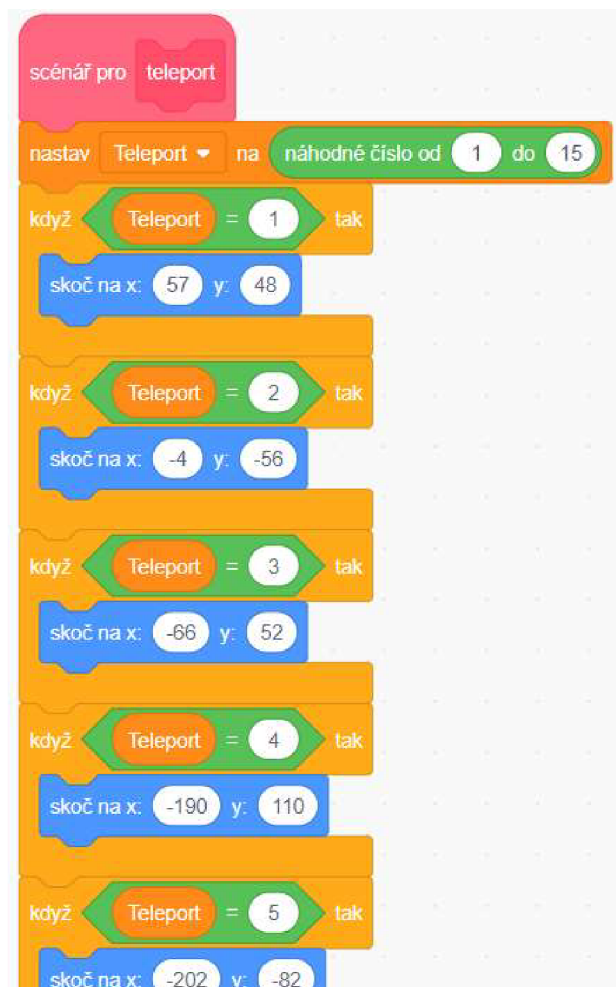 scénář pro teleport
nastav Teleport na náhodné číslo od 1 do 15
když Teleport = 1 tak
skoč na x: 57 y: 48
když Teleport = 2 tak
skoč na x: -4 y: -56
když Teleport = 3 tak
skoč na x: -66 y: 52
když Teleport = 4 tak
skoč na x: -190 y: 110
když Teleport = 5 tak
skoč na x: -202 y: -82